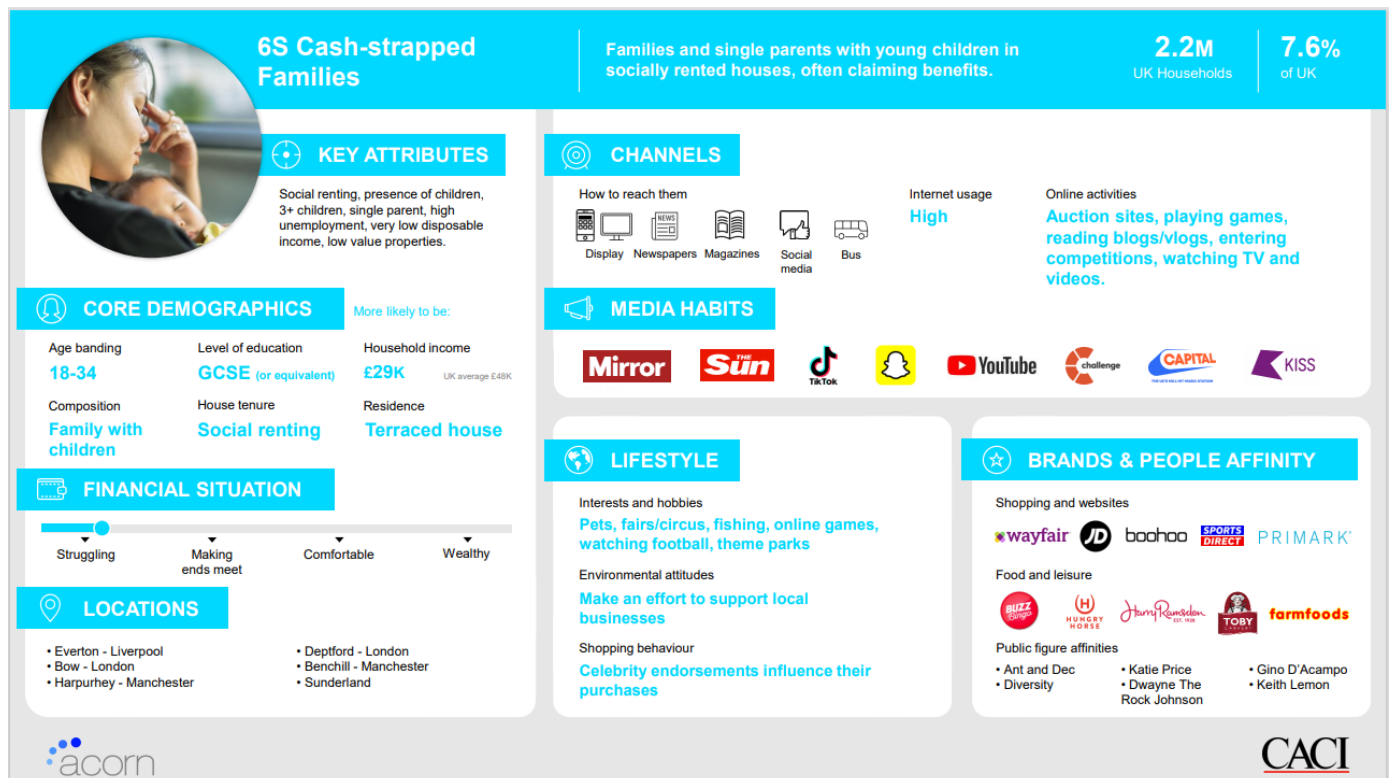 6S Cash-strapped
Families
Families and single parents with young children in
socially rented houses, often claiming benefits.
2.2M
UK Households
7.6%
of UK
KEY ATTRIBUTES
Social renting, presence of children,
3+ children, single parent, high
unemployment, very low disposable
income, low value properties.
CORE DEMOGRAPHICS
More likely to be:
Age banding
18-34
Level of education
GCSE (or equivalent)
Household income
£29K
UK average £48K
Composition
Family with
children
House tenure
Social renting
Residence
Terraced house
FINANCIAL SITUATION
Struggling
Making
ends meet
Comfortable
Wealthy
LOCATIONS
• Everton - Liverpool
• Bow - London
• Harpurhey - Manchester
• Deptford - London
• Benchill - Manchester
• Sunderland
CHANNELS
How to reach them
NEWS
Display
Newspapers
Magazines
Social
media
Bus
Internet usage
High
Online activities
Auction sites, playing games,
reading blogs/vlogs, entering
competitions, watching TV and
videos.
MEDIA HABITS
Mirror
THE
Sun
TikTok
YouTube
challenge
CAPITAL
KISS
LIFESTYLE
Interests and hobbies
Pets, fairs/circus, fishing, online games,
watching football, theme parks
Environmental attitudes
Make an effort to support local
businesses
Shopping behaviour
Celebrity endorsements influence their
purchases
BRANDS & PEOPLE AFFINITY
Shopping and websites
wayfair
JD
boohoo
SPORTS
DIRECT
PRIMARK
Food and leisure
BUZZ
Bingo
H
HUNGRY
HORSE
Harry Ramsden
EST. 1928
TOBY
CARVERY
farmfoods
Public figure affinities
• Ant and Dec
• Diversity
• Katie Price
• Dwayne The
Rock Johnson
• Gino D'Acampo
• Keith Lemon
acorn
CACI